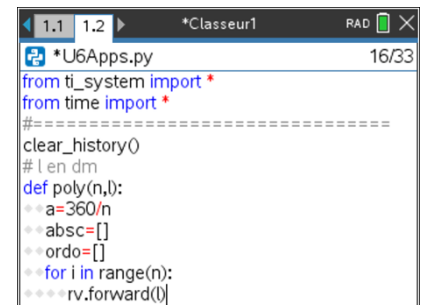 1.1 1.2 *Classeur1 RAD
*U6Apps.py 16/33
from ti_system import *
from time import *
#================================
clear_history()
# l en dm
def poly(n,l):
◆◆a=360/n
◆◆absc=[]
◆◆ordo=[]
◆◆for i in range(n):
◆◆◆◆rv.forward(l)